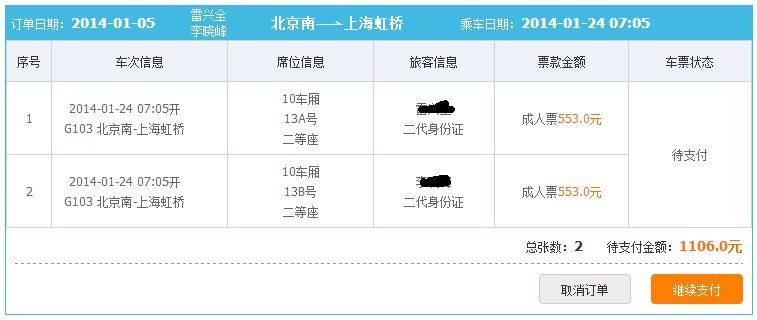 订单日期：2014-01-05 雷兴全 北京南—→上海虹桥 乘车日期：2014-01-24 07:05
李晓峰
序号 车次信息 席位信息 旅客信息 票款金额 车票状态
1 2014-01-24 07:05开 10车厢
G103 北京南-上海虹桥 13A号 二代身份证 成人票553.0元
二等座
待支付
2 2014-01-24 07:05开 10车厢
G103 北京南-上海虹桥 13B号 二代身份证 成人票553.0元
二等座
总张数：2 待支付金额：1106.0元
取消订单 继续支付